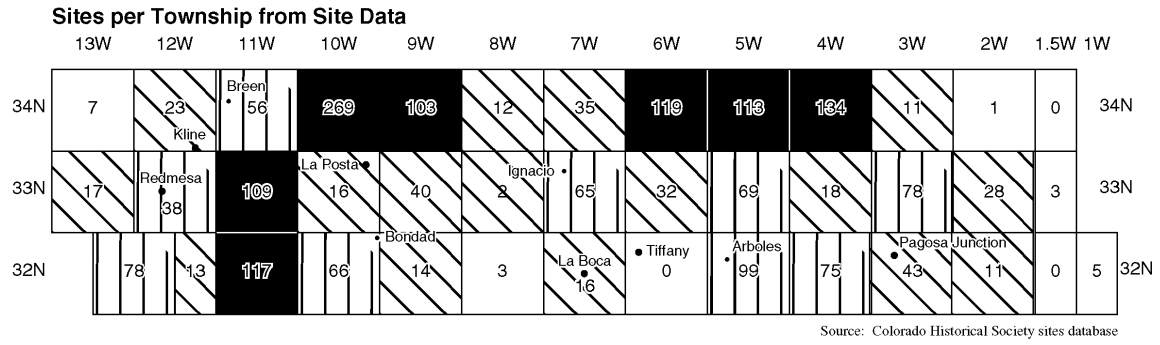 Sites per Township from Site Data
13W 12W 11W 10W 9W 8W 7W 6W 5W 4W 3W 2W 1.5W 1W
Breen
34N 7 23 56 269 103 12 35 119 113 134 11 1 0 34N
Kline
La Posta
Ignacio
Redmesa
33N 17 38 109 16 40 2 65 32 69 18 78 28 3 33N
Bondad
Pagosa Junction
Tiffany Arboles
La Boca
32N 78 13 117 66 14 3 16 0 99 75 43 11 0 5 32N
Source: Colorado Historical Society sites database